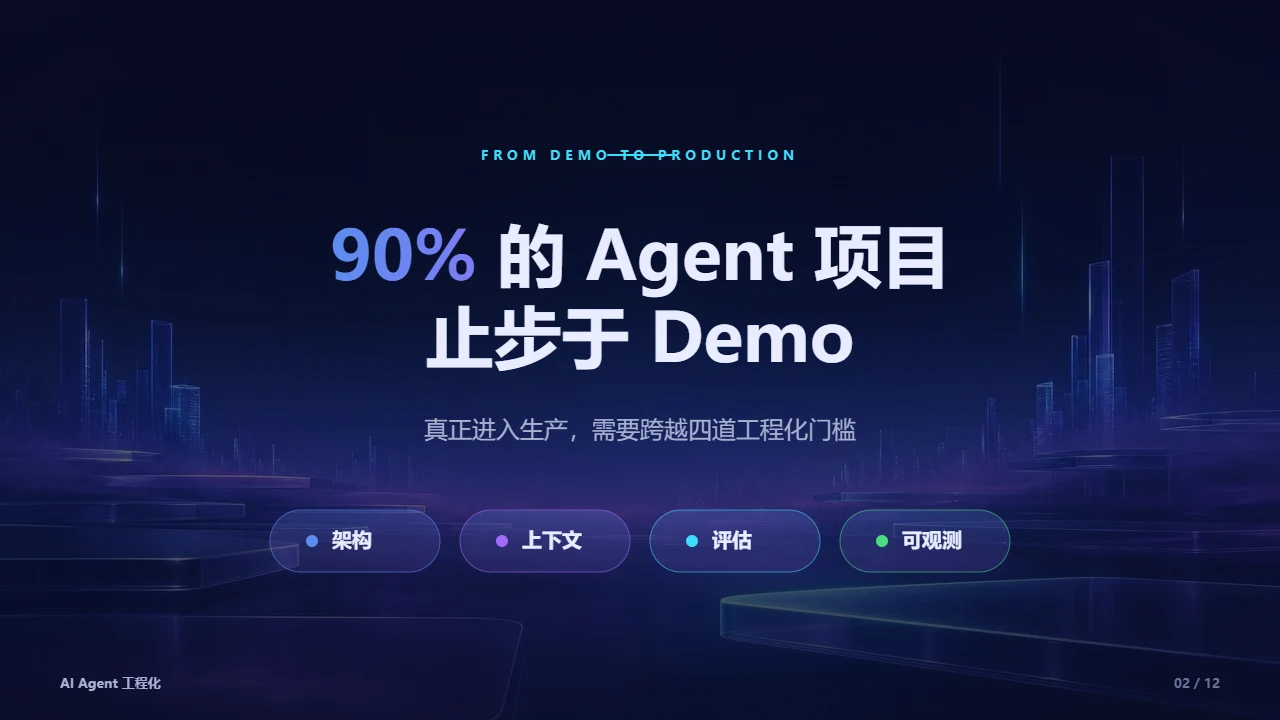 FROM DEMO TO PRODUCTION
90% 的 Agent 项目
止步于 Demo
真正进入生产，需要跨越四道工程化门槛
架构
上下文
评估
可观测
AI Agent 工程化
02 / 12